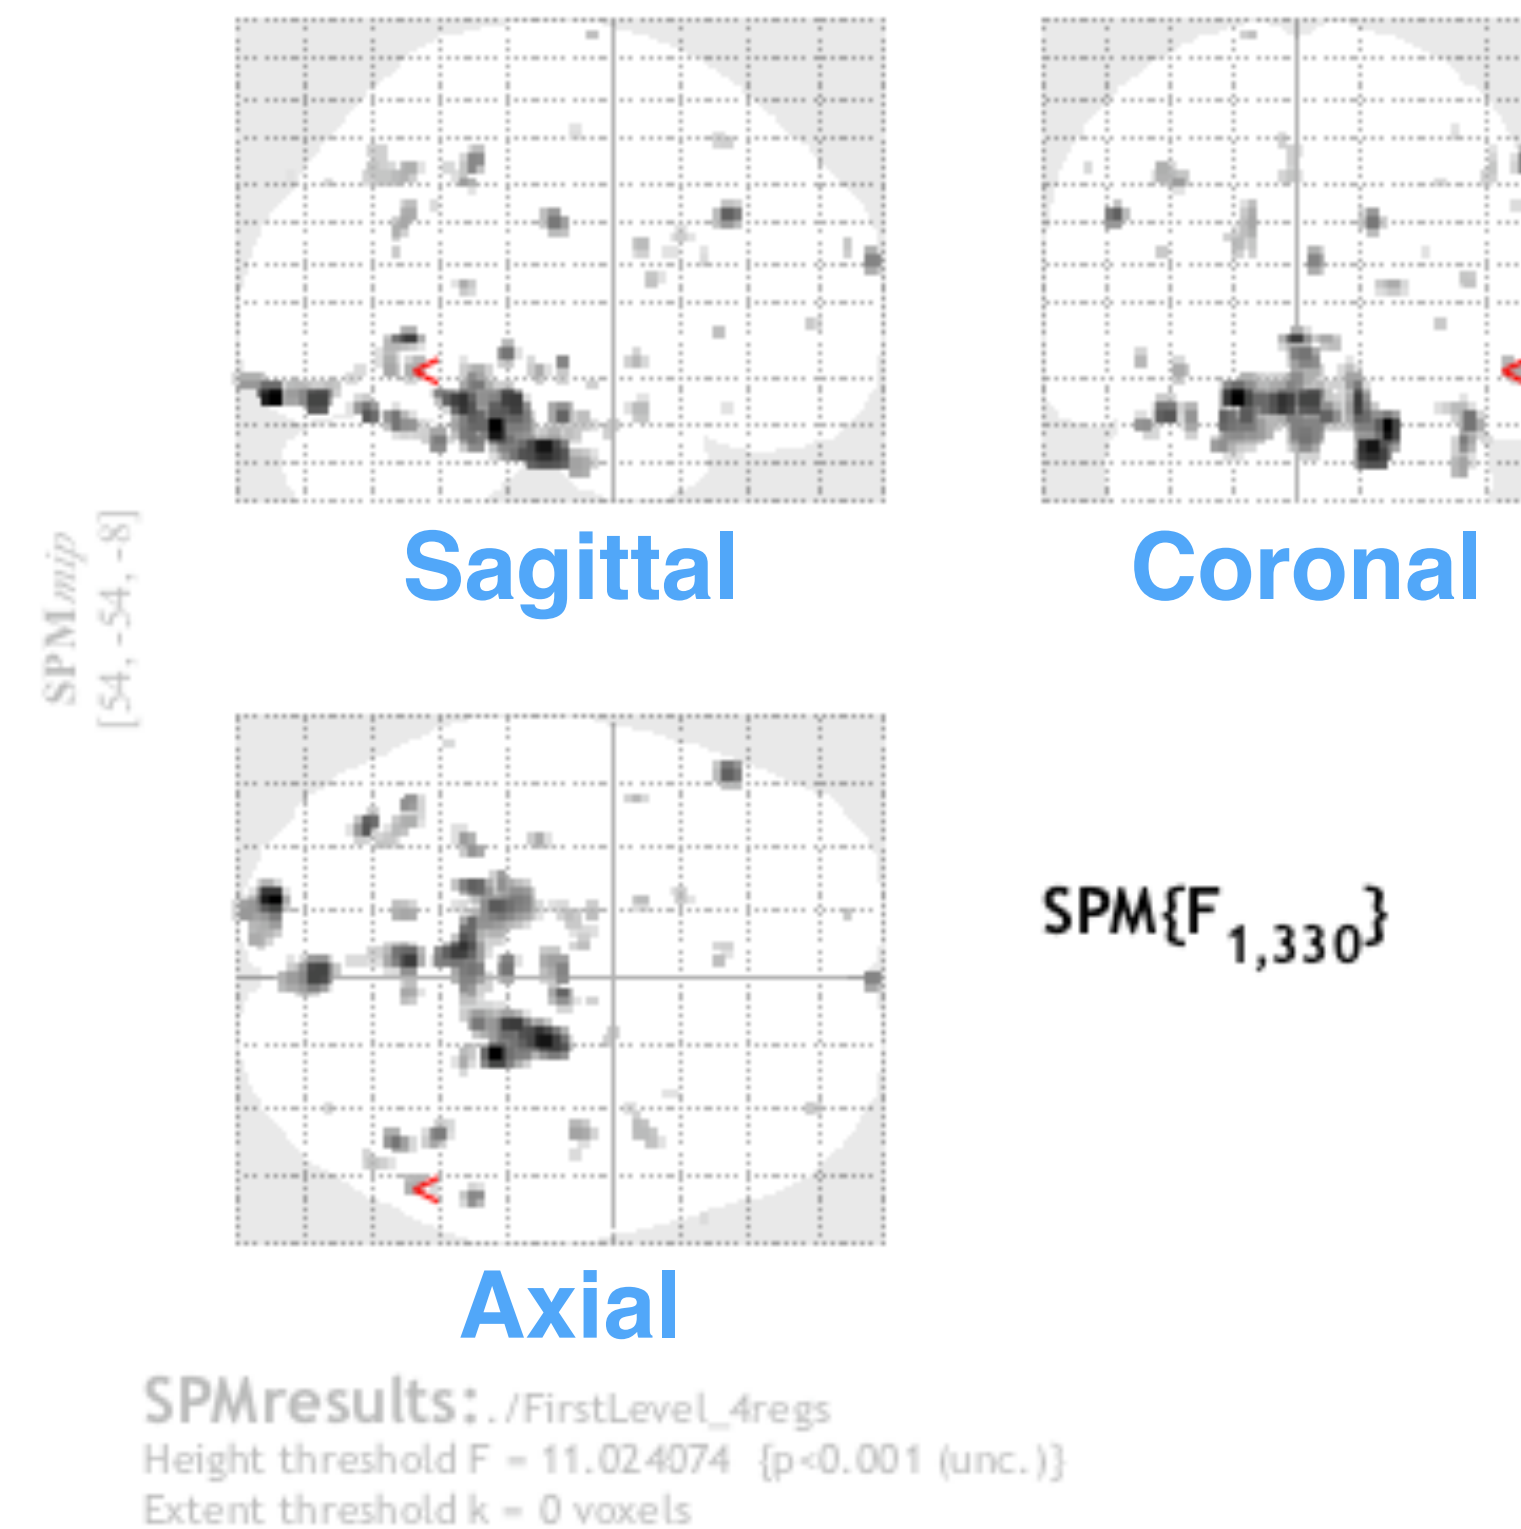 Sagittal
Coronal
SPMmip
[54, -54, -8]
SPM{F1,330}
Axial
SPMresults: ./FirstLevel_4regs
Height threshold F = 11.024074 {p<0.001 (unc.)}
Extent threshold k = 0 voxels